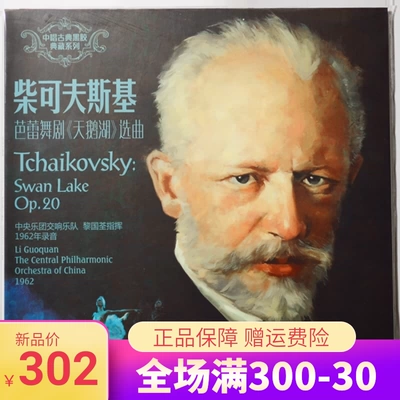 中唱古典黑胶
典藏系列
柴可夫斯基
芭蕾舞剧《天鹅湖》选曲
Tchaikovsky:
Swan Lake
Op.20
中央乐团交响乐队 黎国荃指挥
1962年录音
Li Guoquan
The Central Philharmonic
Orchestra of China
1962
新品价
¥302
正品保障 赠运费险
全场满300-30